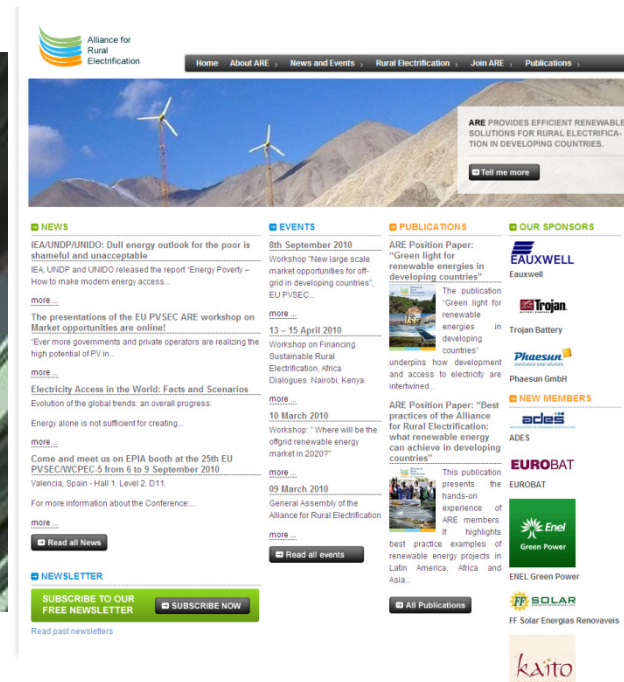 Alliance for
Rural
Electrification
Home About ARE News and Events Rural Electrification Join ARE Publications
ARE PROVIDES EFFICIENT RENEWABLE
SOLUTIONS FOR RURAL ELECTRIFICA-
TION IN DEVELOPING COUNTRIES.
Tell me more
NEWS
IEA/UNDP/UNIDO: Dull energy outlook for the poor is
shameful and unacceptable
IEA, UNDP and UNIDO released the report "Energy Poverty –
How to make modern energy access...
more ...
The presentations of the EU PVSEC ARE workshop on
Market opportunities are online!
"Ever more governments and private operators are realizing the
high potential of PV in...
more ...
Electricity Access in the World: Facts and Scenarios
Evolution of the global trends: an overall progress:
Energy alone is not sufficient for creating...
more ...
Come and meet us on EPIA booth at the 25th EU
PVSEC/WCPEC-5 from 6 to 9 September 2010
Valencia, Spain - Hall 1. Level 2. D11.
For more information about the Conference:...
more ...
Read all News
NEWSLETTER
SUBSCRIBE TO OUR
FREE NEWSLETTER
SUBSCRIBE NOW
Read past newsletters
EVENTS
8th September 2010
Workshop "New large scale
market opportunities for off-
grid in developing countries",
EU PVSEC...
more ...
13 – 15 April 2010
Workshop on Financing
Sustainable Rural
Electrification, Africa
Dialogues. Nairobi, Kenya.
more ...
10 March 2010
Workshop: " Where will be the
offgrid renewable energy
market in 2020?"
more ...
09 March 2010
General Assembly of the
Alliance for Rural Electrification
more ...
Read all events
PUBLICATIONS
ARE Position Paper:
"Green light for
renewable energies in
developing countries"
The publication
"Green light for
renewable
energies in
developing
countries"
underpins how development
and access to electricity are
intertwined...
ARE Position Paper: "Best
practices of the Alliance
for Rural Electrification:
what renewable energy
can achieve in developing
countries"
This publication
presents the
hands-on
experience of
ARE members.
It highlights
best practice examples of
renewable energy projects in
Latin America, Africa and
Asia...
All Publications
OUR SPONSORS
EAUXWELL
Eauxwell
Trojan
Trojan Battery
Phaesun
Phaesun GmbH
NEW MEMBERS
ades
ADES
EUROBAT
EUROBAT
Enel
Green Power
ENEL Green Power
FF SOLAR
FF Solar Energias Renovaveis
kaito